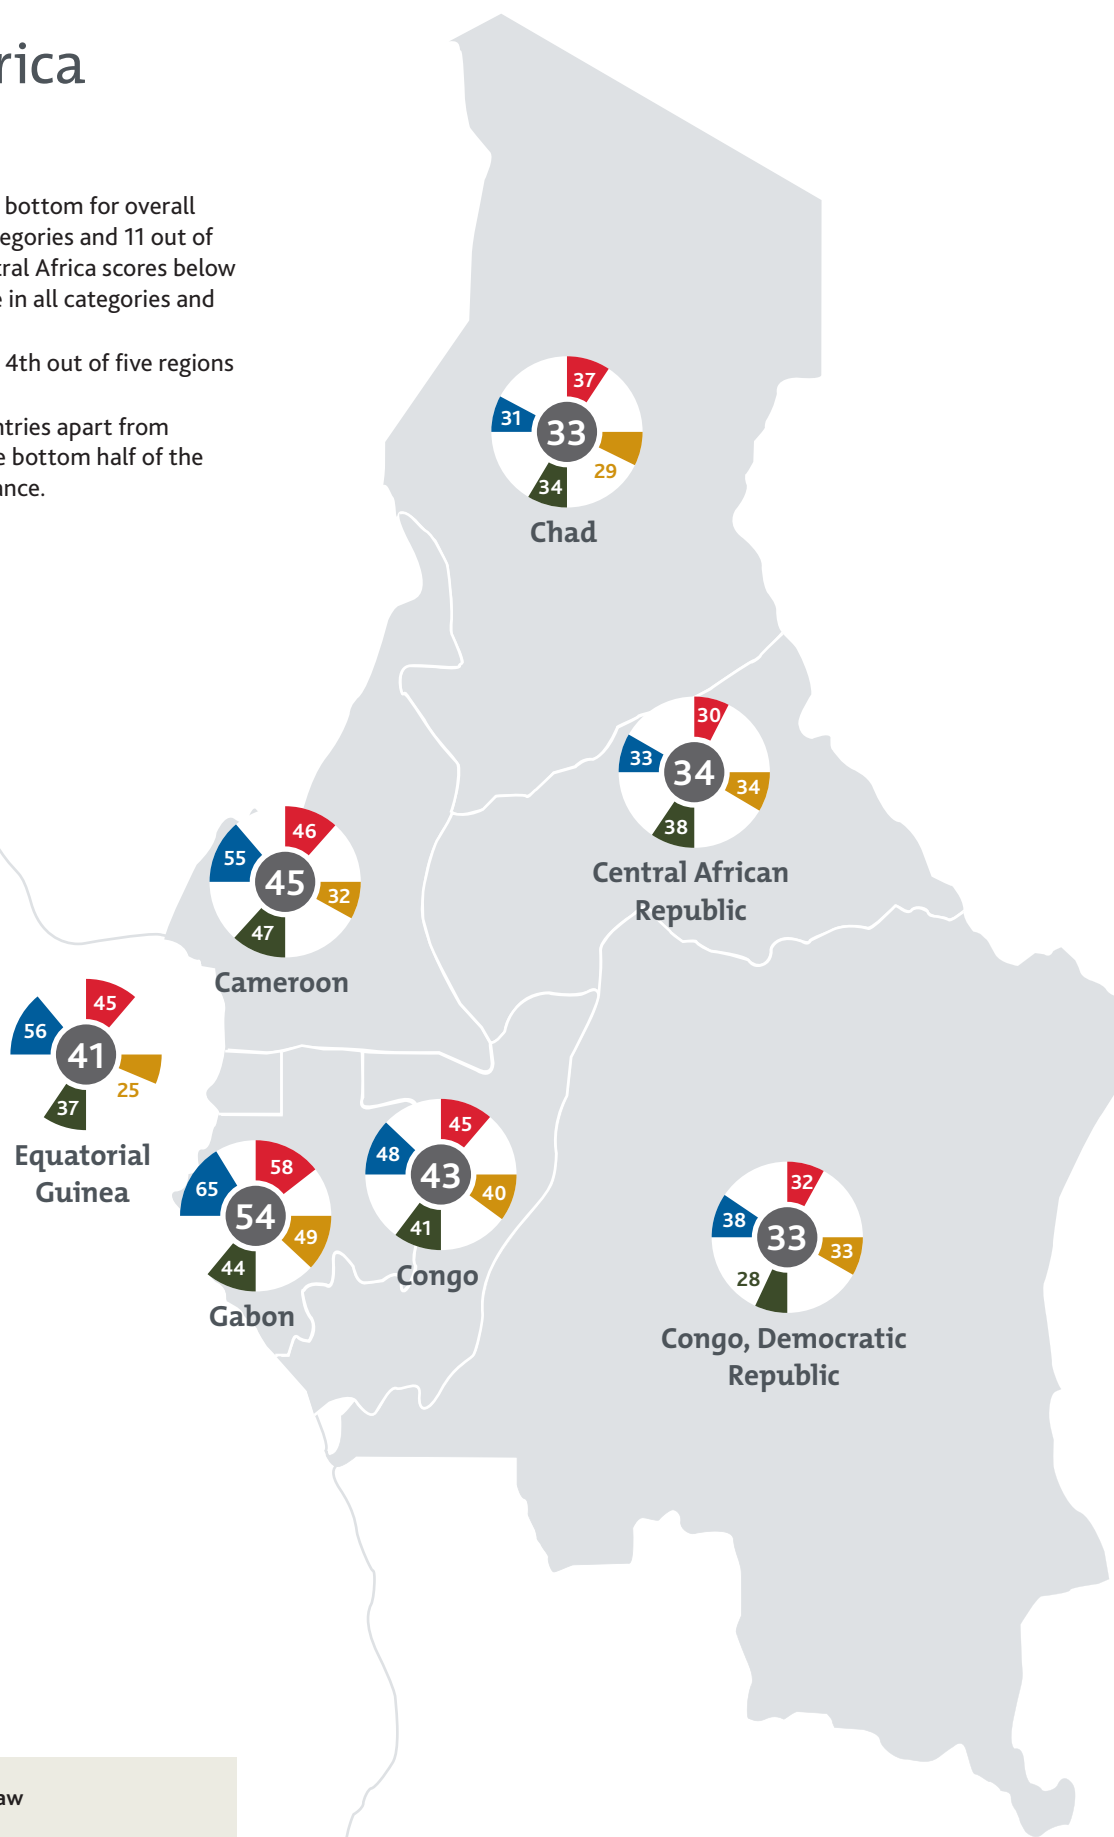 rica
bottom for overall
egories and 11 out of
tral Africa scores below
e in all categories and
4th out of five regions
ntries apart from
e bottom half of the
ance.
37
31
33
29
34
Chad
30
33
34
34
38
Central African
Republic
46
55
45
32
47
Cameroon
45
56
41
25
37
Equatorial
Guinea
58
65
54
49
44
Gabon
45
48
43
40
41
Congo
32
38
33
33
28
Congo, Democratic
Republic
aw